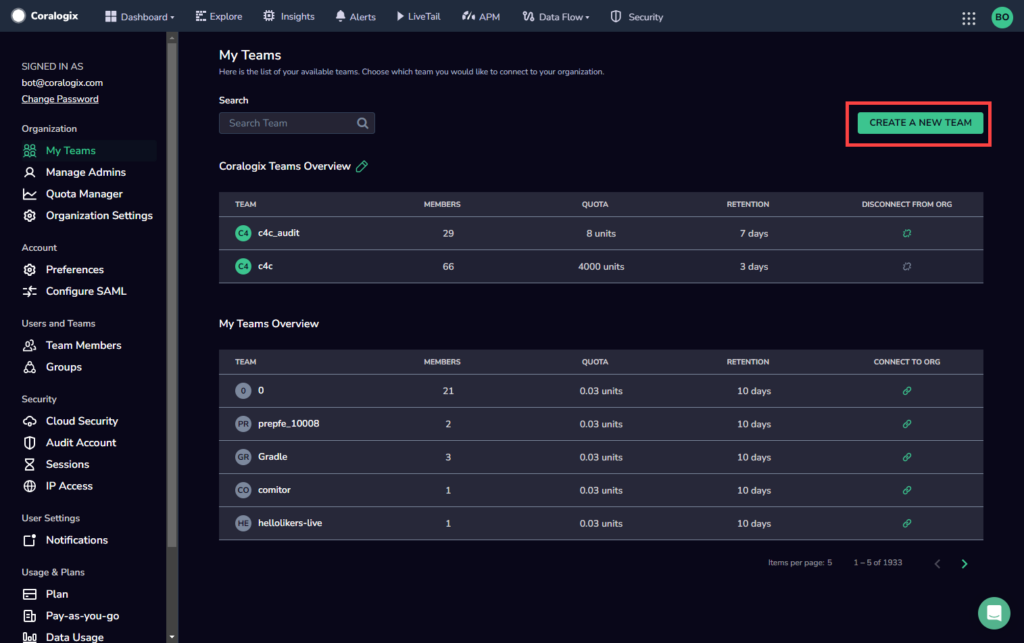 Coralogix
Dashboard
Explore
Insights
Alerts
LiveTail
APM
Data Flow
Security
BO
SIGNED IN AS
bot@coralogix.com
Change Password
Organization
My Teams
Manage Admins
Quota Manager
Organization Settings
Account
Preferences
Configure SAML
Users and Teams
Team Members
Groups
Security
Cloud Security
Audit Account
Sessions
IP Access
User Settings
Notifications
Usage & Plans
Plan
Pay-as-you-go
Data Usage
My Teams
Here is the list of your available teams. Choose which team you would like to connect to your organization.
Search
Search Team
CREATE A NEW TEAM
Coralogix Teams Overview
TEAM MEMBERS QUOTA RETENTION DISCONNECT FROM ORG
C4 c4c_audit 29 8 units 7 days
C4 c4c 66 4000 units 3 days
My Teams Overview
TEAM MEMBERS QUOTA RETENTION CONNECT TO ORG
0 0 21 0.03 units 10 days
PR prepfe_10008 2 0.03 units 10 days
GR Gradle 3 0.03 units 10 days
CO comitor 1 0.03 units 10 days
HE hellolikers-live 1 0.03 units 10 days
Items per page: 5 1 – 5 of 1933